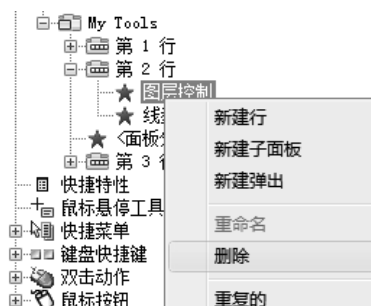 My Tools
第 1 行
第 2 行
图层控制
线
<面板
第 3
快捷特性
鼠标悬停工具
快捷菜单
键盘快捷键
双击动作
鼠标按钮
新建行
新建子面板
新建弹出
重命名
删除
重复的